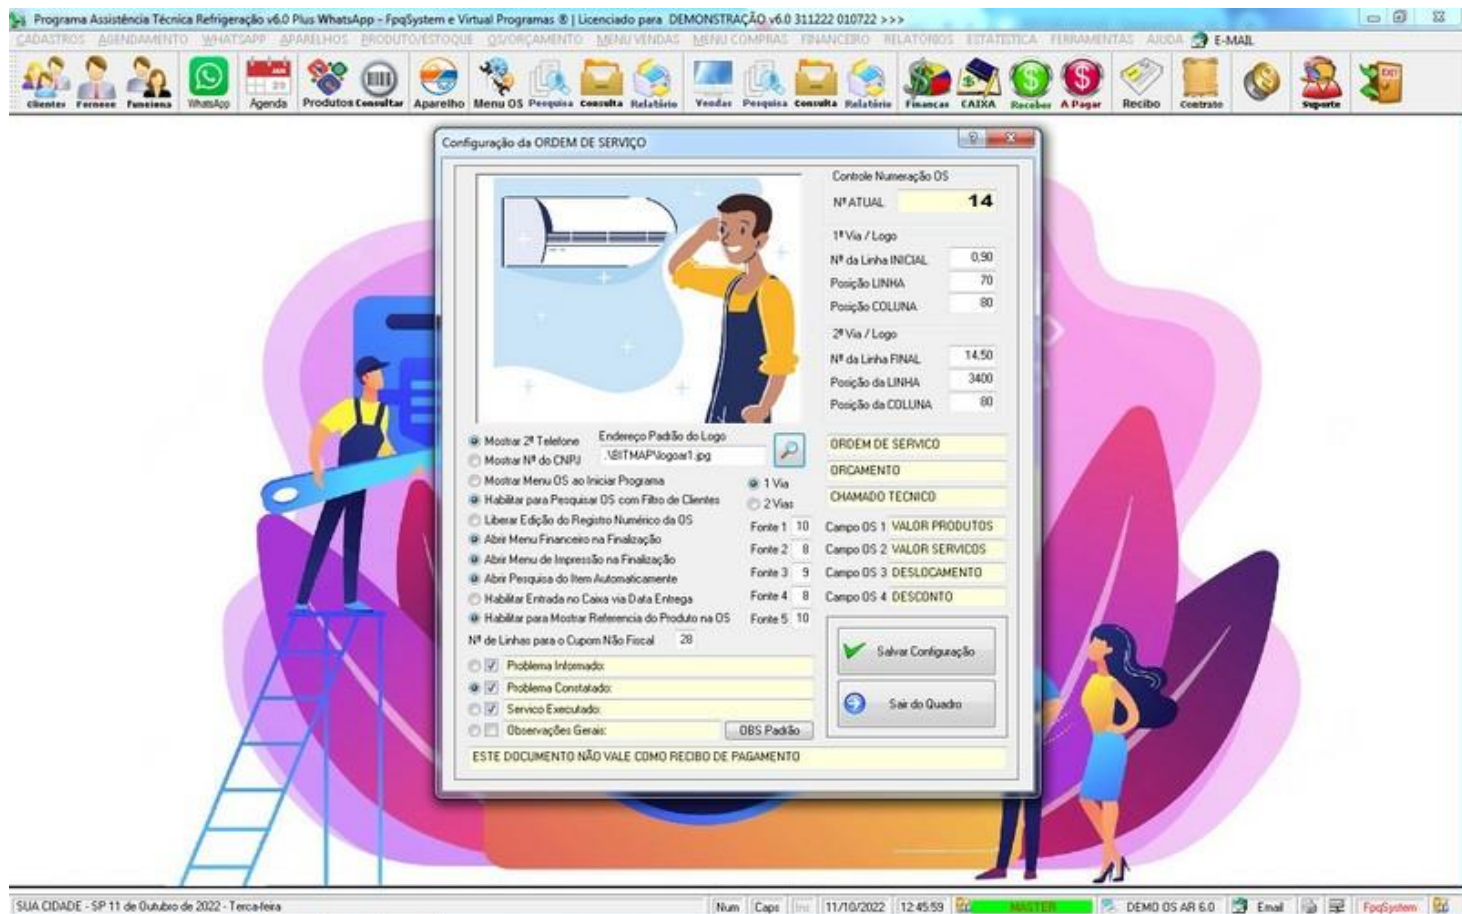 Programa Assistência Técnica Refrigeração v6.0 Plus WhatsApp - FpqSystem e Virtual Programas ® | Licenciado para DEMONSTRAÇÃO v6.0 311222 010722 >>>
CADASTROS AGENDAMENTO WHATSAPP APARELHOS PRODUTO/ESTOQUE OS/ORÇAMENTO MENU VENDAS MENU COMPRAS FINANCEIRO RELATÓRIOS ESTATISTICA FERRAMENTAS AJUDA E-MAIL
Clientes Fornece Funciona WhatsApp Agenda Produtos Consultar Aparelho Menu OS Pesquisa Consulta Relatório Vendas Pesquisa Consulta Relatório Financas CAIXA Receber A Pagar Recibo Contrato Suporte
Configuração da ORDEM DE SERVIÇO
Controle Numeração OS
Nº ATUAL 14
1ª Via / Logo
Nº da Linha INICIAL 0,90
Posição LINHA 70
Posição COLUNA 80
2ª Via / Logo
Nº da Linha FINAL 14,50
Posição da LINHA 3400
Posição da COLUNA 80
Mostrar 2º Telefone
Endereço Padrão do Logo
Mostrar Nº do CNPJ
.\BITMAP\logoar1.jpg
Mostrar Menu OS ao Iniciar Programa
Habilitar para Pesquisar OS com Filtro de Clientes
Liberar Edição do Registro Numérico da OS
Abrir Menu Financeiro na Finalização
Abrir Menu de Impressão na Finalização
Abrir Pesquisa do Item Automaticamente
Habilitar Entrada no Caixa via Data Entrega
Habilitar para Mostrar Referencia do Produto na OS
1 Via
2 Vias
Fonte 1 10
Fonte 2 8
Fonte 3 9
Fonte 4 8
Fonte 5 10
ORDEM DE SERVICO
ORCAMENTO
CHAMADO TECNICO
Campo OS 1 VALOR PRODUTOS
Campo OS 2 VALOR SERVICOS
Campo OS 3 DESLOCAMENTO
Campo OS 4 DESCONTO
Nº de Linhas para o Cupom Não Fiscal 28
Problema Informado:
Problema Constatado:
Servico Executado:
Observações Gerais:
OBS Padrão
Salvar Configuração
Sair do Quadro
ESTE DOCUMENTO NÃO VALE COMO RECIBO DE PAGAMENTO
SUA CIDADE - SP 11 de Outubro de 2022 - Terca-feira
Num Caps Ins 11/10/2022 12:45:59 MASTER DEMO OS AR 6.0 Email FpqSystem